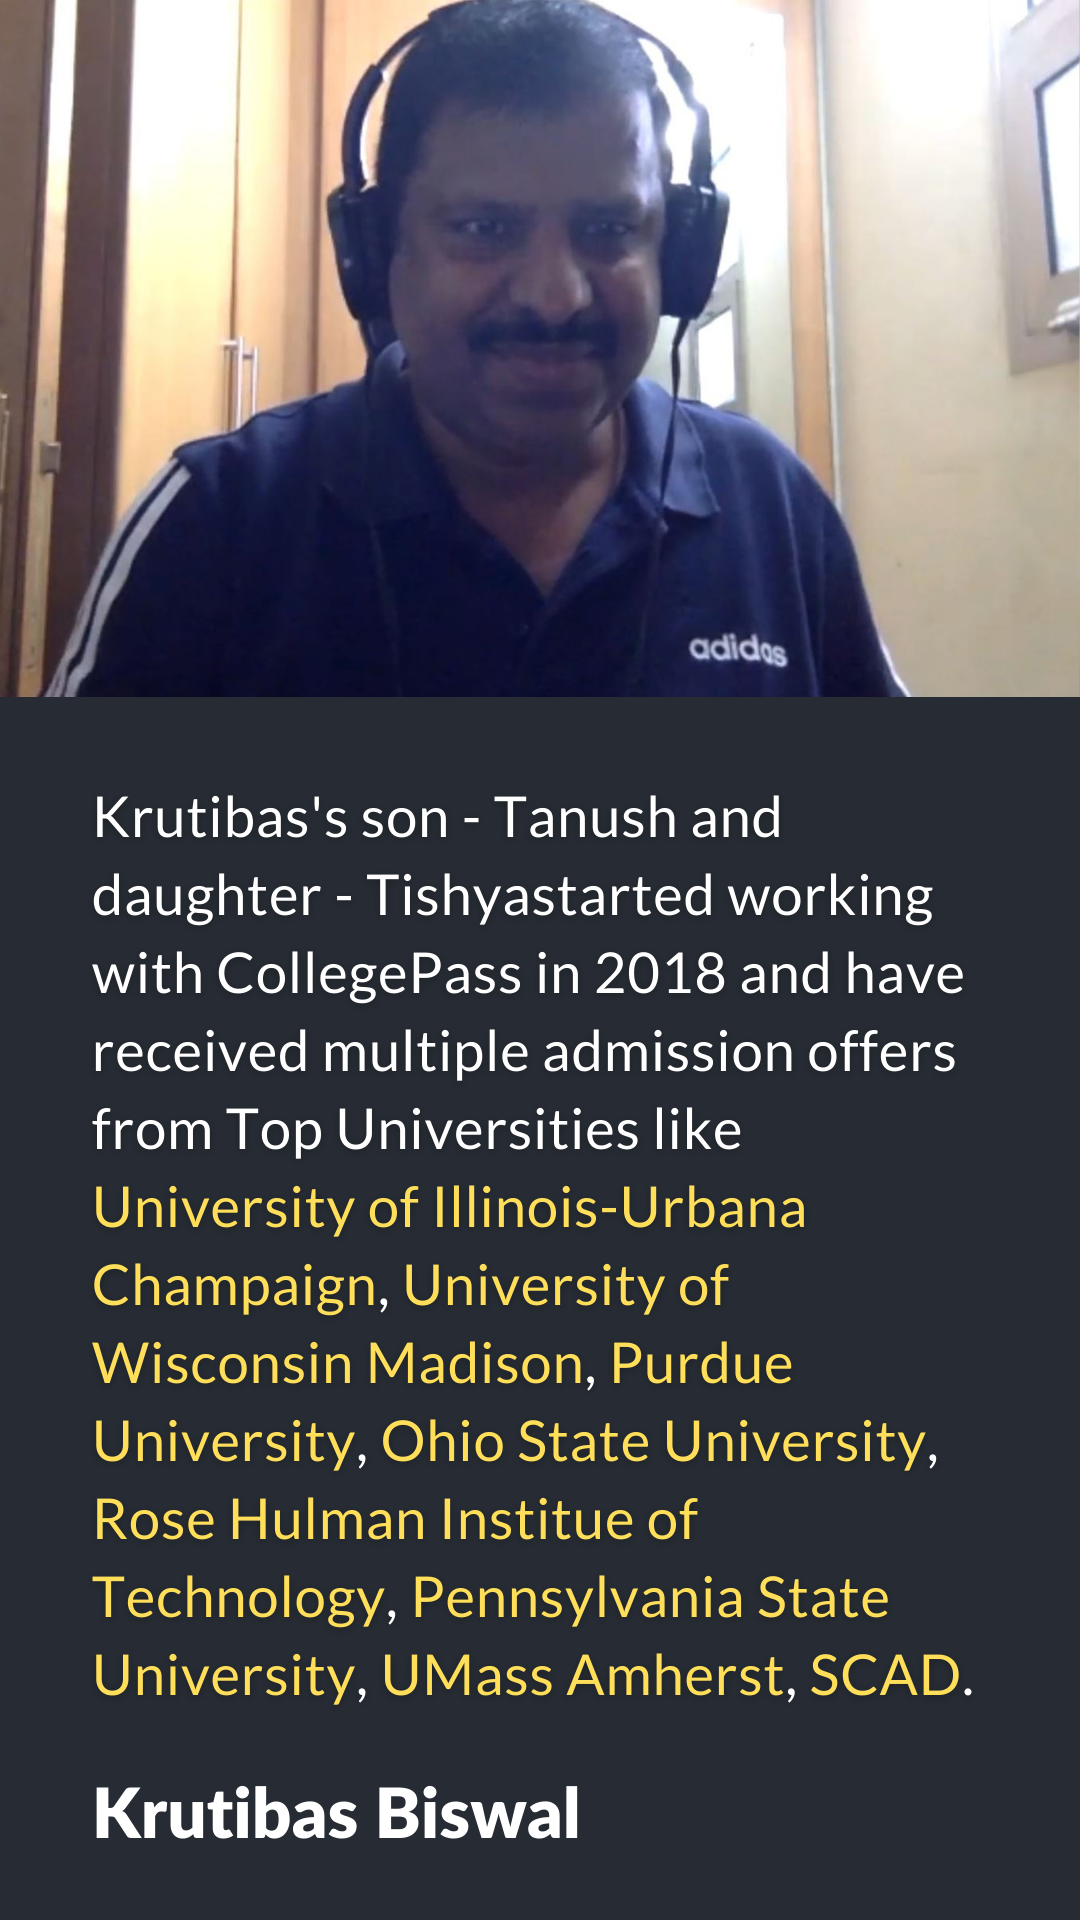 adidas
Krutibas's son - Tanush and
daughter - Tishyastarted working
with CollegePass in 2018 and have
received multiple admission offers
from Top Universities like
University of Illinois-Urbana
Champaign, University of
Wisconsin Madison, Purdue
University, Ohio State University,
Rose Hulman Institue of
Technology, Pennsylvania State
University, UMass Amherst, SCAD.
Krutibas Biswal